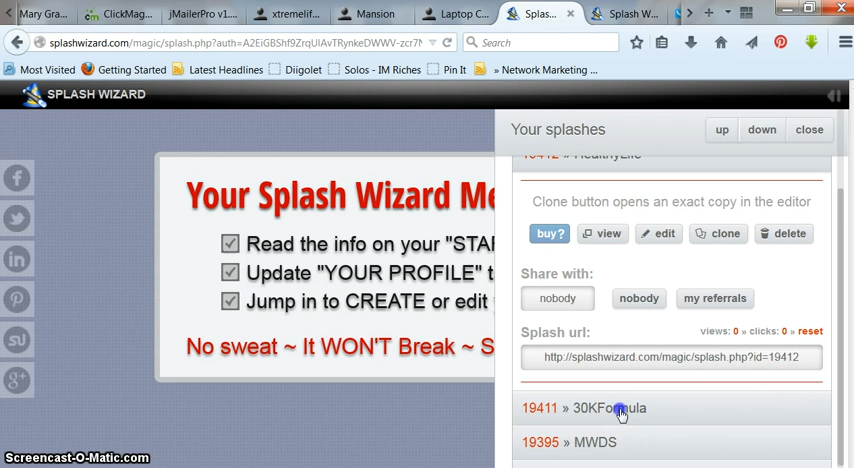 Mary Gra...
ClickMag...
jMailerPro v1....
xtremelif...
Mansion
Laptop C...
Splas...
Splash W...
splashwizard.com/magic/splash.php?auth=A2EiGBShf9ZrqUlAvTRynkeDWWV-zcr7N
Search
Most Visited
Getting Started
Latest Headlines
Diigolet
Solos - IM Riches
Pin It
» Network Marketing ...
SPLASH WIZARD
Your splashes
up
down
close
19412 » HealthyLife
Your Splash Wizard Me
Clone button opens an exact copy in the editor
buy?
view
edit
clone
delete
Read the info on your "STAR
Update "YOUR PROFILE" t
Jump in to CREATE or edit y
Share with:
nobody
nobody
my referrals
Splash url:
views: 0 » clicks: 0 » reset
No sweat ~ It WON'T Break ~ S
http://splashwizard.com/magic/splash.php?id=19412
19411 » 30KFormula
19395 » MWDS
Screencast-O-Matic.com